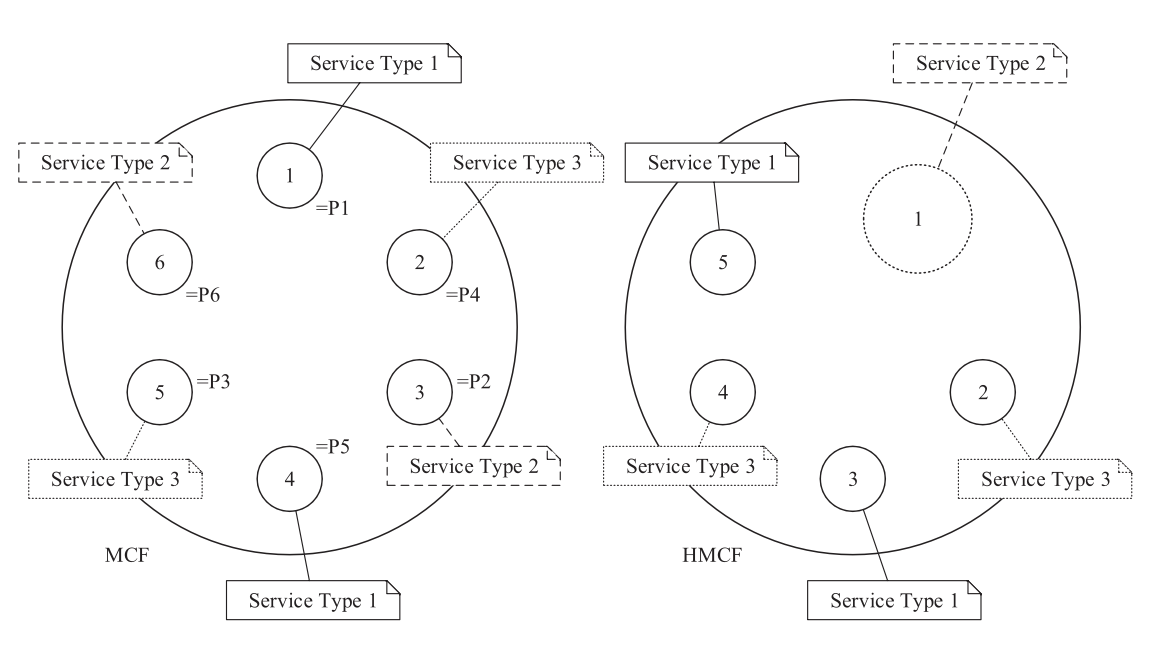 Service Type 1
Service Type 2
1
=P1
Service Type 3
6
=P6
2
=P4
5
=P3
3
=P2
=P5
4
Service Type 3
Service Type 2
MCF
Service Type 1
Service Type 2
Service Type 1
1
5
4
2
Service Type 3
3
Service Type 3
HMCF
Service Type 1